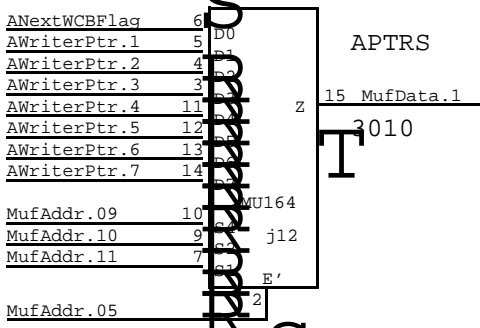 ANextWCBFlag 6
AWriterPtr.1 5
AWriterPtr.2 4
AWriterPtr.3 3
AWriterPtr.4 11
AWriterPtr.5 12
AWriterPtr.6 13
AWriterPtr.7 14
MufAddr.09 10
MufAddr.10 9
MufAddr.11 7
MufAddr.05
D0
D1
APTRS
Z
15 MufData.1
3010
T
MU164
j12
E'
2